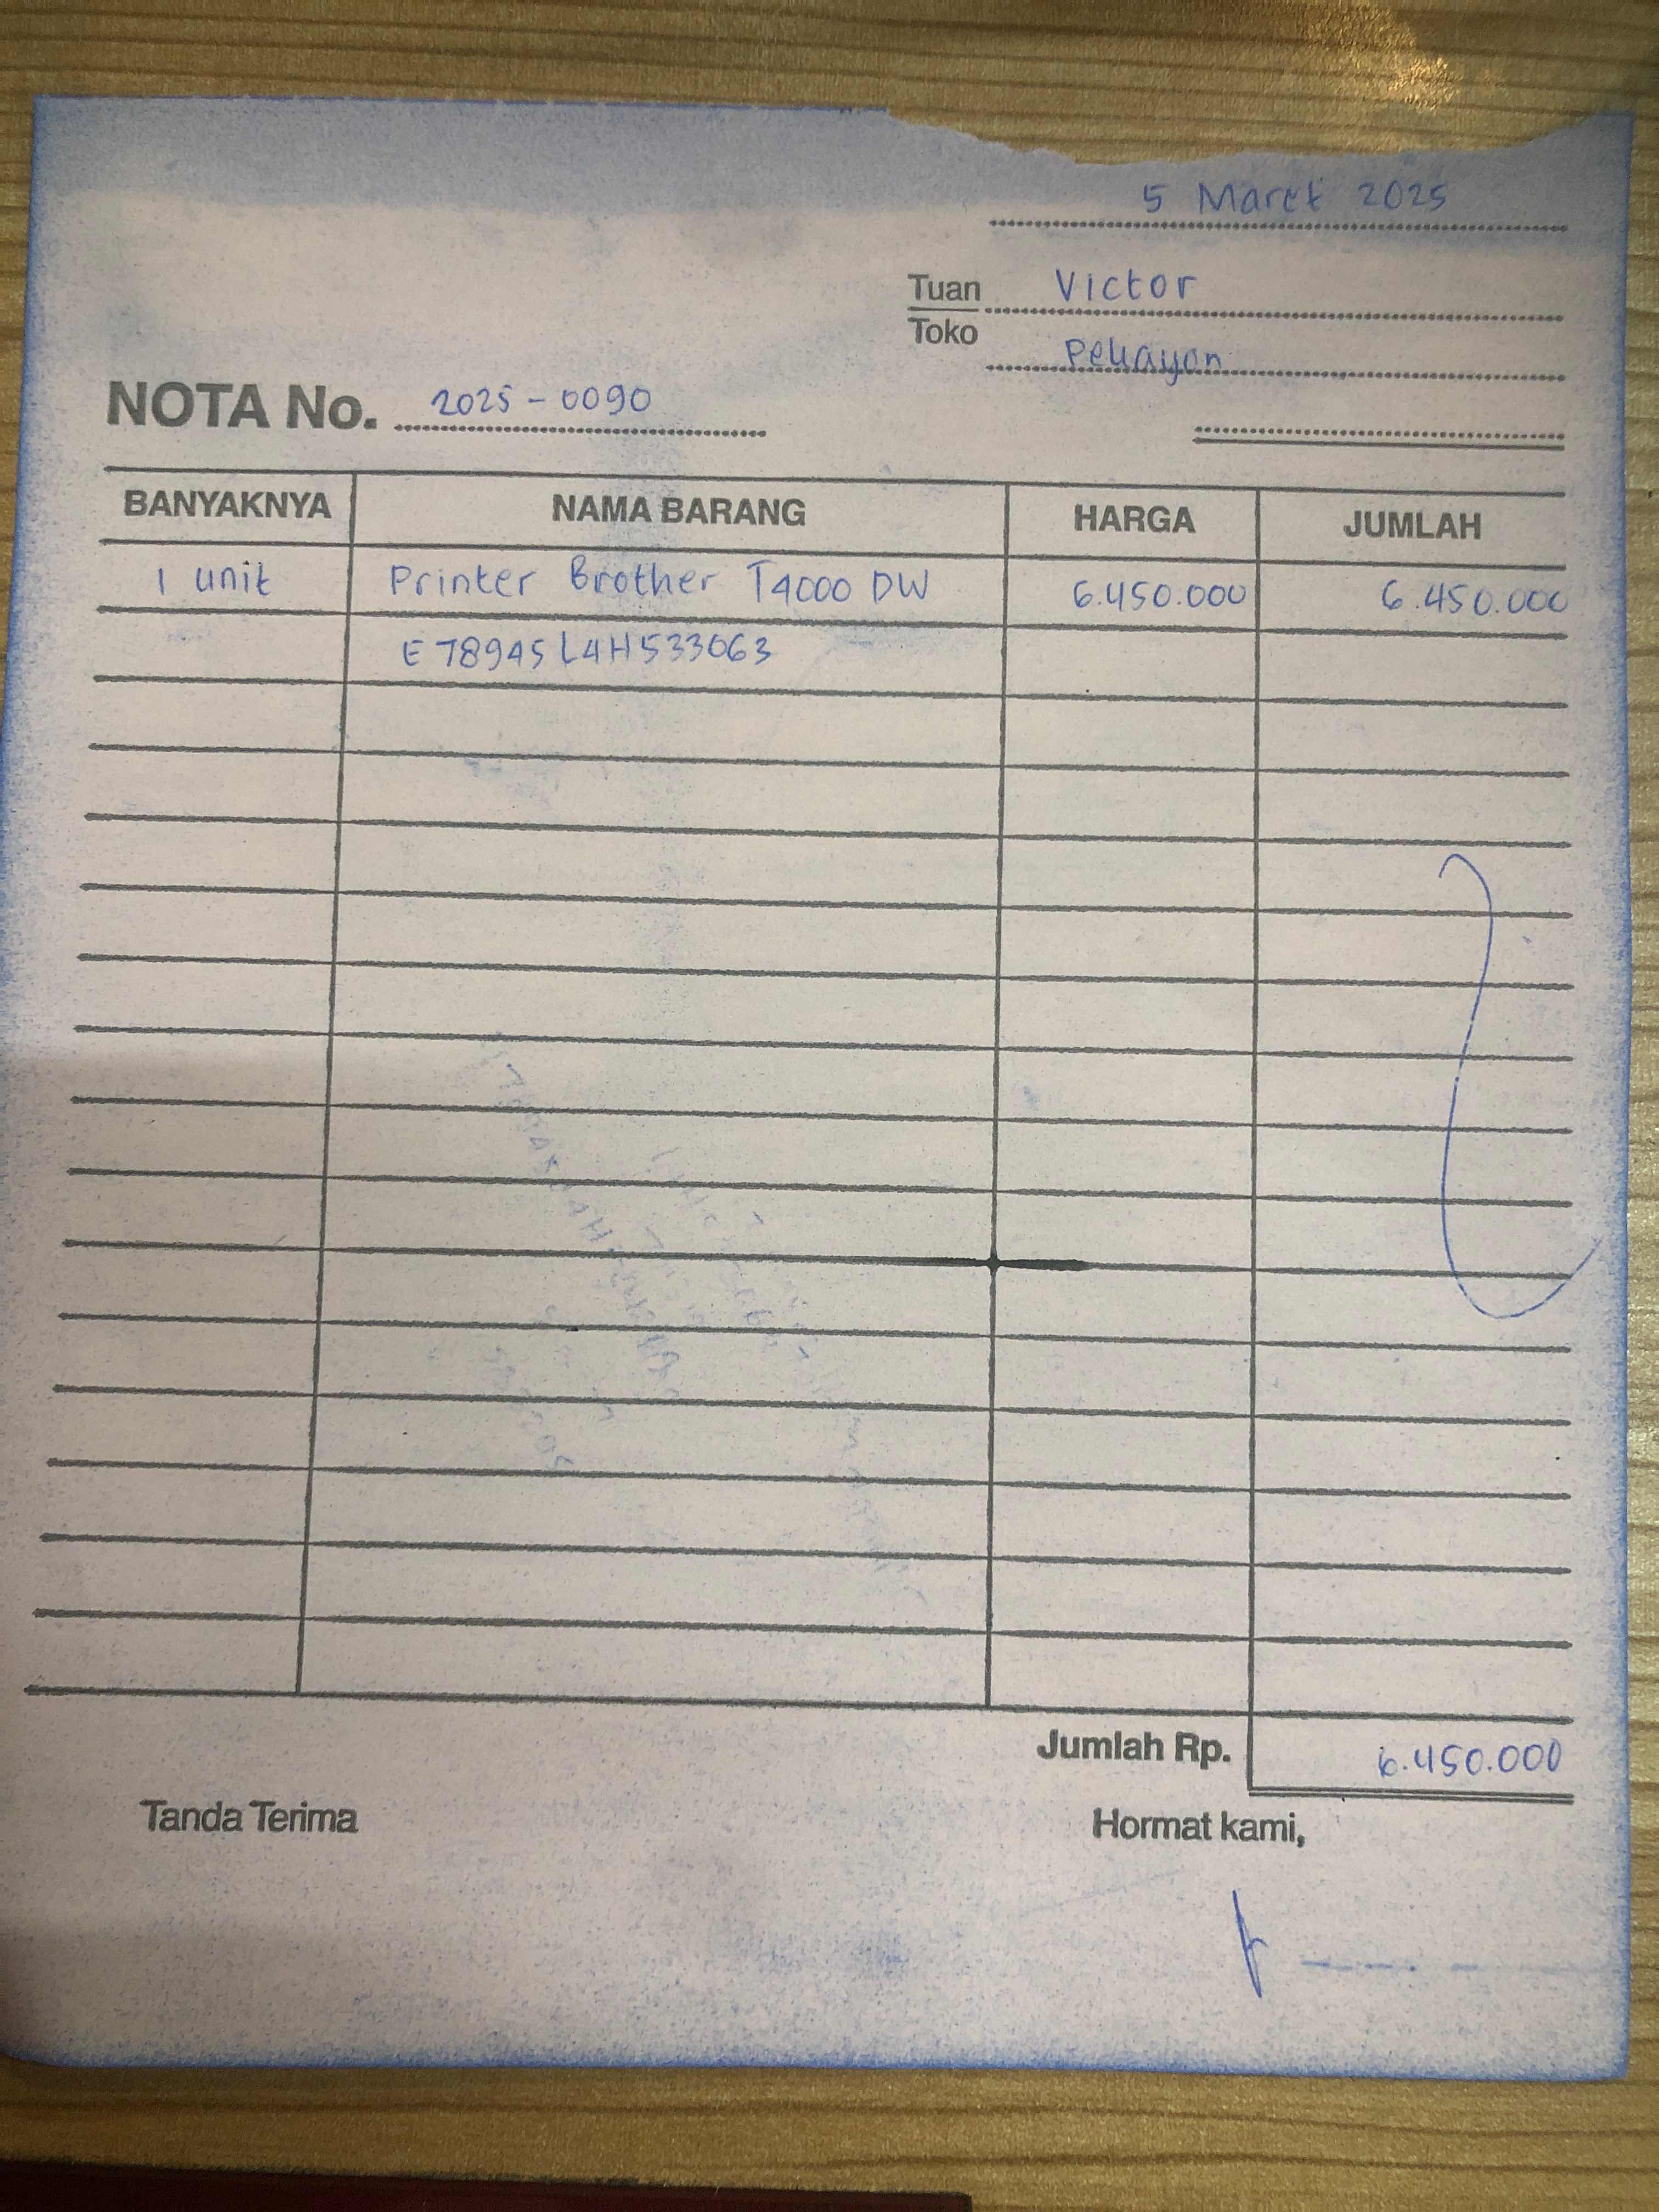 5 Maret 2025
Tuan Victor
Toko Pekayon
NOTA No. 2025-0090
BANYAKNYA NAMA BARANG HARGA JUMLAH
1 unit Printer Brother T4000 DW 6.450.000 6.450.000
E78945L4H533063
Jumlah Rp. 6.450.000
Tanda Terima Hormat kami,